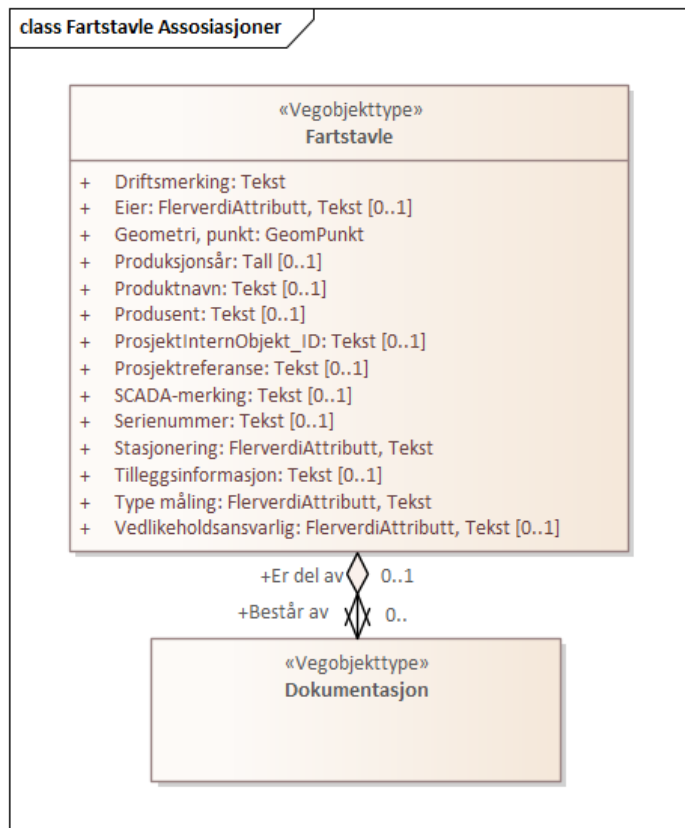 class Fartstavle Assosiasjoner
«Vegobjekttype»
Fartstavle
+ Driftsmerking: Tekst
+ Eier: FlerverdiAttributt, Tekst [0..1]
+ Geometri, punkt: GeomPunkt
+ Produksjonsår: Tall [0..1]
+ Produktnavn: Tekst [0..1]
+ Produsent: Tekst [0..1]
+ ProsjektInternObjekt_ID: Tekst [0..1]
+ Prosjektreferanse: Tekst [0..1]
+ SCADA-merking: Tekst [0..1]
+ Serienummer: Tekst [0..1]
+ Stasjonering: FlerverdiAttributt, Tekst
+ Tilleggsinformasjon: Tekst [0..1]
+ Type måling: FlerverdiAttributt, Tekst
+ Vedlikeholdsansvarlig: FlerverdiAttributt, Tekst [0..1]
+Er del av 0..1
+Består av 0..
«Vegobjekttype»
Dokumentasjon